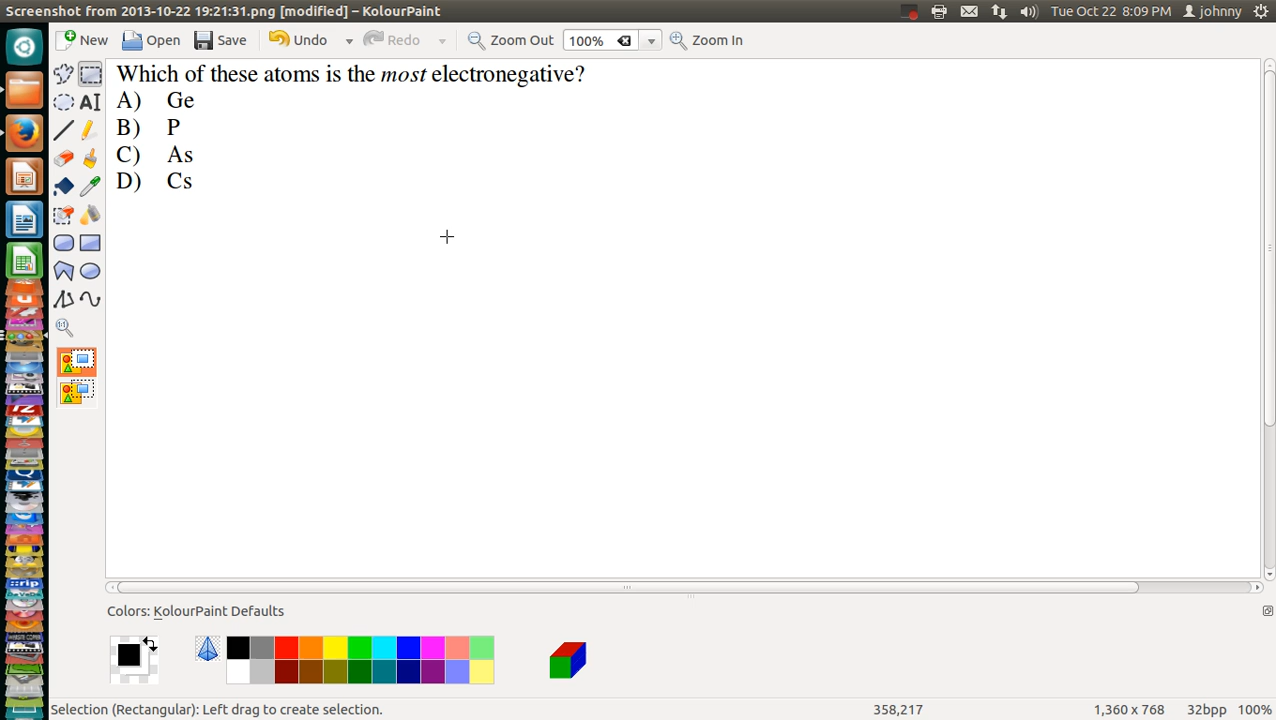 Screenshot from 2013-10-22 19:21:31.png [modified] – KolourPaint
Tue Oct 22 8:09 PM johnny
New Open Save Undo Redo Zoom Out 100% Zoom In
Which of these atoms is the most electronegative?
A) Ge
B) P
C) As
D) Cs
Colors: KolourPaint Defaults
Selection (Rectangular): Left drag to create selection. 358,217 1,360 x 768 32bpp 100%